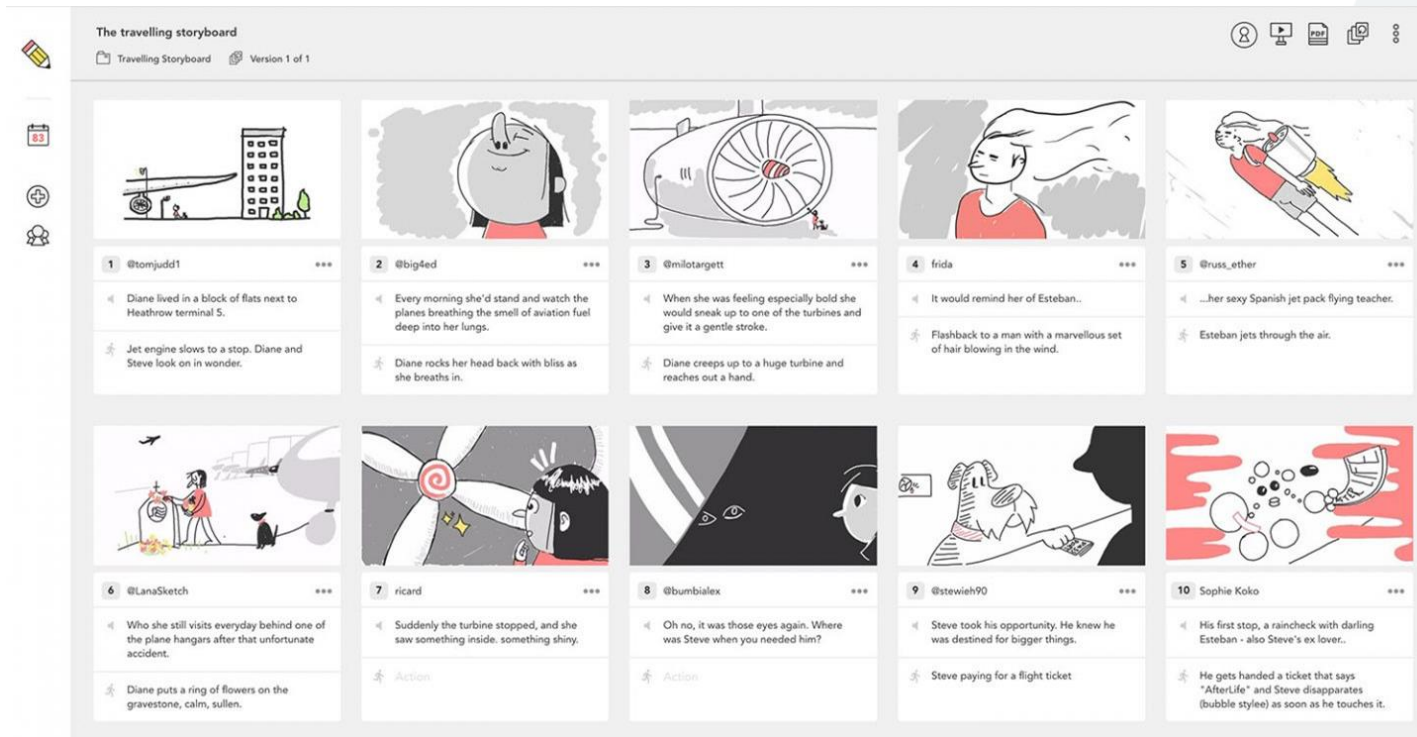 The travelling storyboard
Travelling Storyboard Version 1 of 1
PDF
83
1 @tomjudd1
Diane lived in a block of flats next to
Heathrow terminal 5.
Jet engine slows to a stop. Diane and
Steve look on in wonder.
2 @big4ed
Every morning she'd stand and watch the
planes breathing the smell of aviation fuel
deep into her lungs.
Diane rocks her head back with bliss as
she breaths in.
3 @milotargett
When she was feeling especially bold she
would sneak up to one of the turbines and
give it a gentle stroke.
Diane creeps up to a huge turbine and
reaches out a hand.
4 frida
It would remind her of Esteban..
Flashback to a man with a marvellous set
of hair blowing in the wind.
5 @russ_ether
...her sexy Spanish jet pack flying teacher.
Esteban jets through the air.
6 @LanaSketch
Who she still visits everyday behind one of
the plane hangars after that unfortunate
accident.
Diane puts a ring of flowers on the
gravestone, calm, sullen.
7 ricard
Suddenly the turbine stopped, and she
saw something inside. something shiny.
Action
8 @bumbialex
Oh no, it was those eyes again. Where
was Steve when you needed him?
Action
9 @stewieh90
Steve took his opportunity. He knew he
was destined for bigger things.
Steve paying for a flight ticket
10 Sophie Koko
His first stop, a raincheck with darling
Esteban - also Steve's ex lover..
He gets handed a ticket that says
"AfterLife" and Steve disapparates
(bubble stylee) as soon as he touches it.